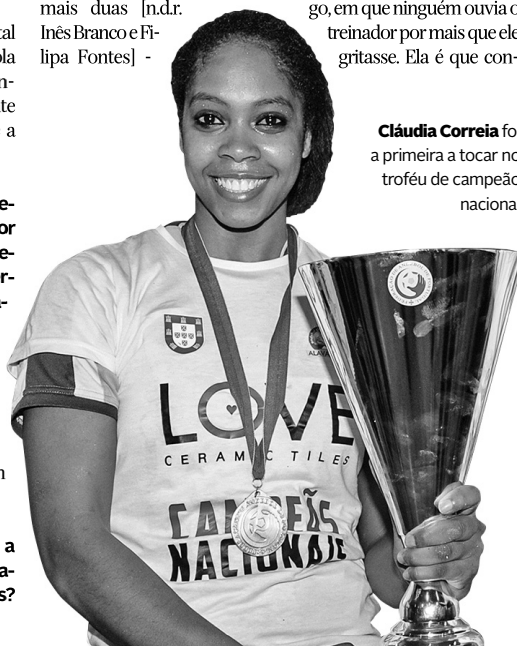 mais duas [n.d.r.
Inês Branco e Fi-
lipa Fontes] -
go, em que ninguém ouvia o
treinador por mais que ele
gritasse. Ela é que con-
Cláudia Correia fo
a primeira a tocar no
troféu de campeão
naciona
LOVE
CERAMIC TILES
CAMPEÃS
NACIONAIS
a
s?